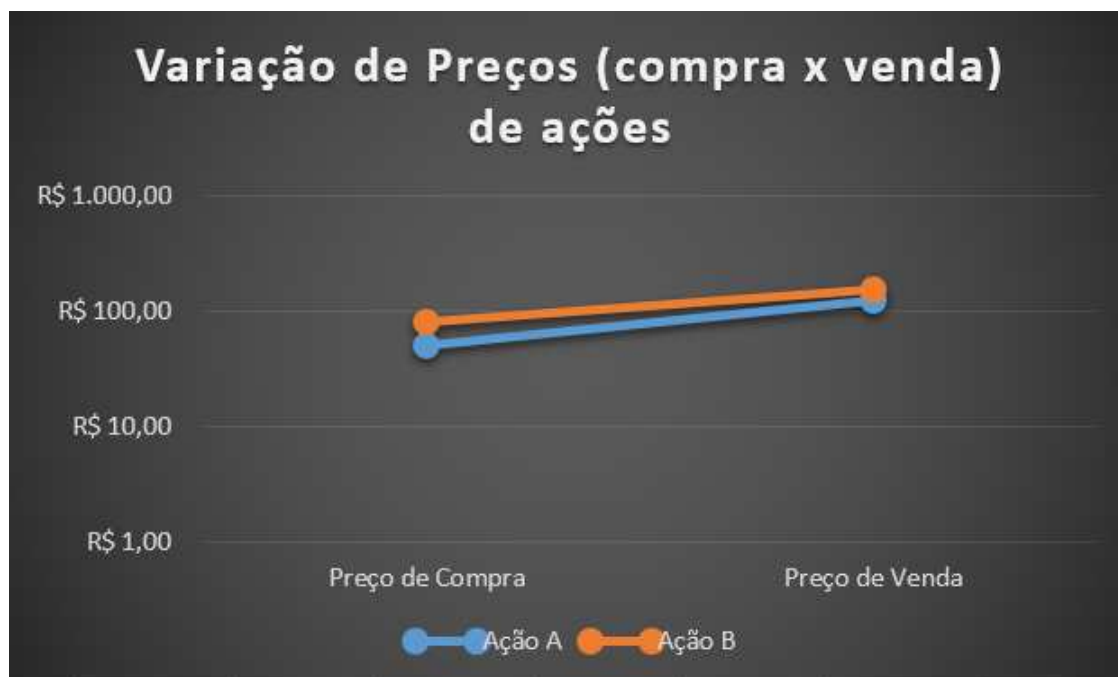 Variação de Preços (compra x venda)
de ações
R$ 1.000,00
R$ 100,00
R$ 10,00
R$ 1,00
Preço de Compra
Preço de Venda
Ação A
Ação B